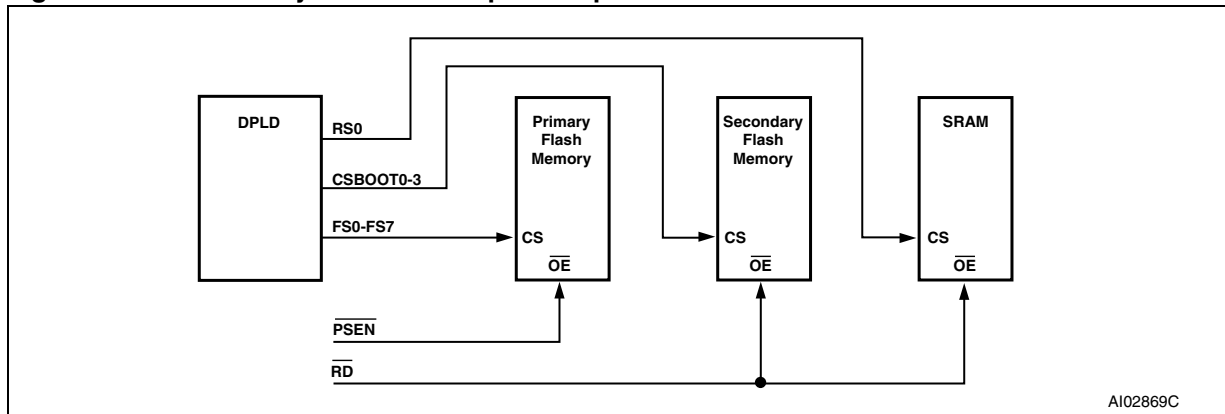 DPLD
RS0
CSBOOT0-3
FS0-FS7
Primary
Flash
Memory
CS
OE
Secondary
Flash
Memory
CS
OE
SRAM
CS
OE
PSEN
RD
AI02869C